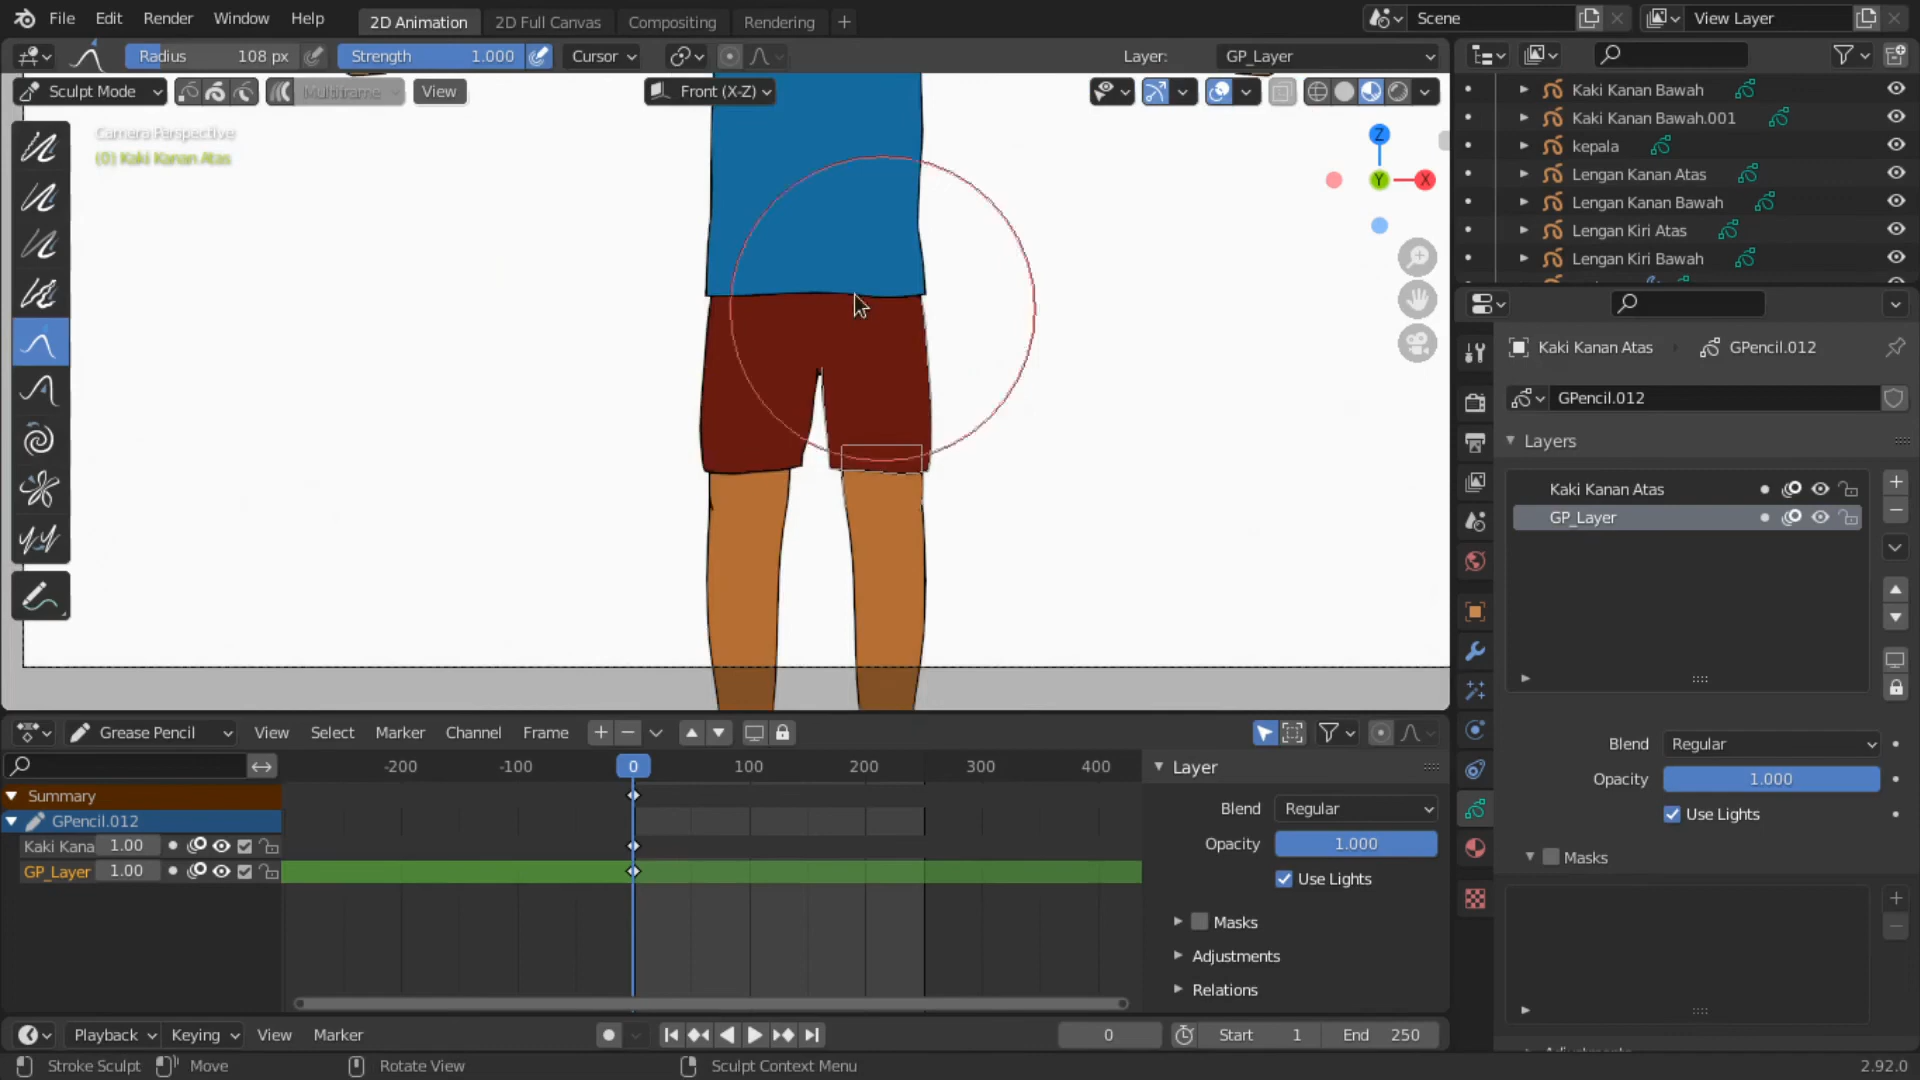 File Edit Render Window Help 2D Animation 2D Full Canvas Compositing Rendering Scene View Layer
Radius 108 px Strength 1.000 Cursor Layer: GP_Layer
Sculpt Mode Multiframe View Front (X-Z)
Camera Perspective
(0) Kaki Kanan Atas
Z
Y
X
Kaki Kanan Bawah
Kaki Kanan Bawah.001
kepala
Lengan Kanan Atas
Lengan Kanan Bawah
Lengan Kiri Atas
Lengan Kiri Bawah
Kaki Kanan Atas GPencil.012
GPencil.012
Layers
Kaki Kanan Atas
GP_Layer
Blend Regular
Opacity 1.000
Use Lights
Masks
Grease Pencil View Select Marker Channel Frame
-200 -100 0 100 200 300 400
Summary
GPencil.012
Kaki Kana 1.00
GP_Layer 1.00
Layer
Blend Regular
Opacity 1.000
Use Lights
Masks
Adjustments
Relations
Playback Keying View Marker 0 Start 1 End 250
Stroke Sculpt Move Rotate View Sculpt Context Menu 2.92.0